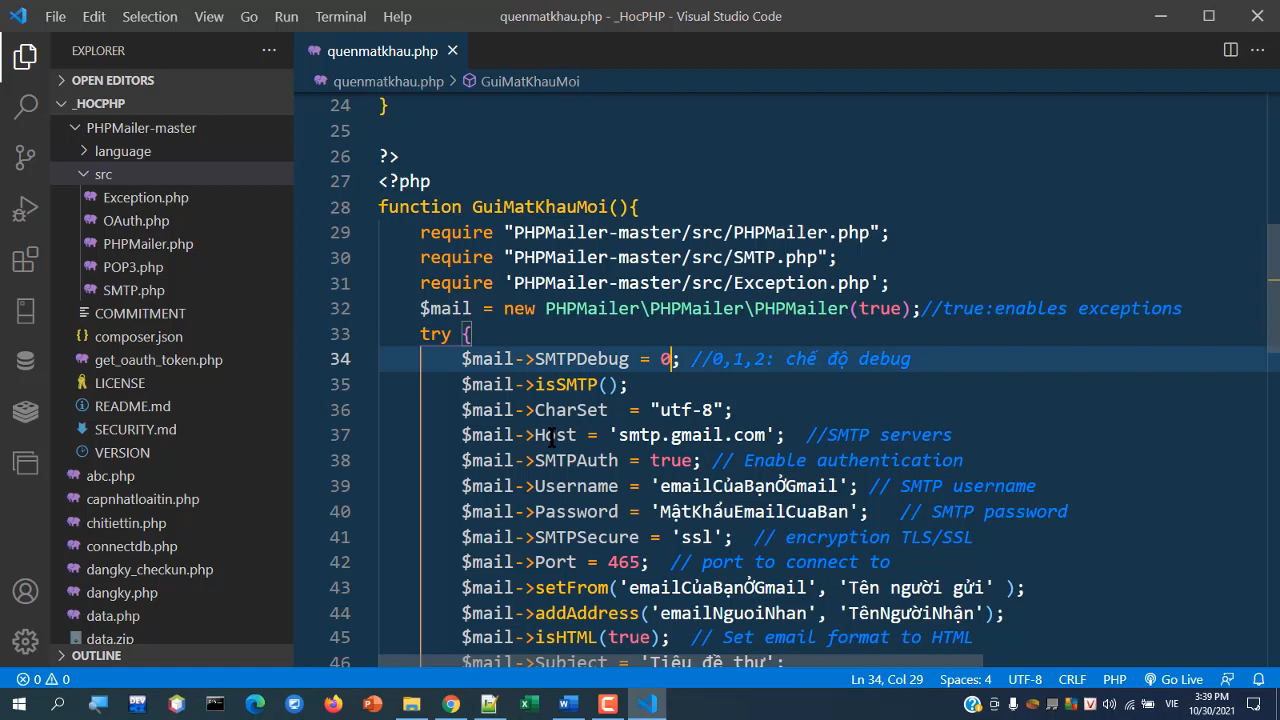 File Edit Selection View Go Run Terminal Help
quenmatkhau.php - _HocPHP - Visual Studio Code
EXPLORER
OPEN EDITORS
_HOCPHP
PHPMailer-master
language
src
Exception.php
OAuth.php
PHPMailer.php
POP3.php
SMTP.php
COMMITMENT
composer.json
get_oauth_token.php
LICENSE
README.md
SECURITY.md
VERSION
abc.php
capnhatloaitin.php
chitiettin.php
connectdb.php
dangky_checkun.php
dangky.php
data.php
data.zip
OUTLINE
quenmatkhau.php
quenmatkhau.php > GuiMatKhauMoi
24 }
25
26 ?>
27 <?php
28 function GuiMatKhauMoi(){
29 require "PHPMailer-master/src/PHPMailer.php";
30 require "PHPMailer-master/src/SMTP.php";
31 require 'PHPMailer-master/src/Exception.php';
32 $mail = new PHPMailer\PHPMailer\PHPMailer(true);//true:enables exceptions
33 try {
34 $mail->SMTPDebug = 0; //0,1,2: chế độ debug
35 $mail->isSMTP();
36 $mail->CharSet  = "utf-8";
37 $mail->Host = 'smtp.gmail.com';  //SMTP servers
38 $mail->SMTPAuth = true; // Enable authentication
39 $mail->Username = 'emailCủaBạnỞGmail'; // SMTP username
40 $mail->Password = 'MậtKhẩuEmailCuaBan';   // SMTP password
41 $mail->SMTPSecure = 'ssl';  // encryption TLS/SSL
42 $mail->Port = 465;  // port to connect to
43 $mail->setFrom('emailCủaBạnỞGmail', 'Tên người gửi' );
44 $mail->addAddress('emailNguoiNhan', 'TênNgườiNhận');
45 $mail->isHTML(true);  // Set email format to HTML
46 $mail->Subject = 'Tiêu đề thư';
0 0 Ln 34, Col 29 Spaces: 4 UTF-8 CRLF PHP Go Live
VIE 3:39 PM
10/30/2021